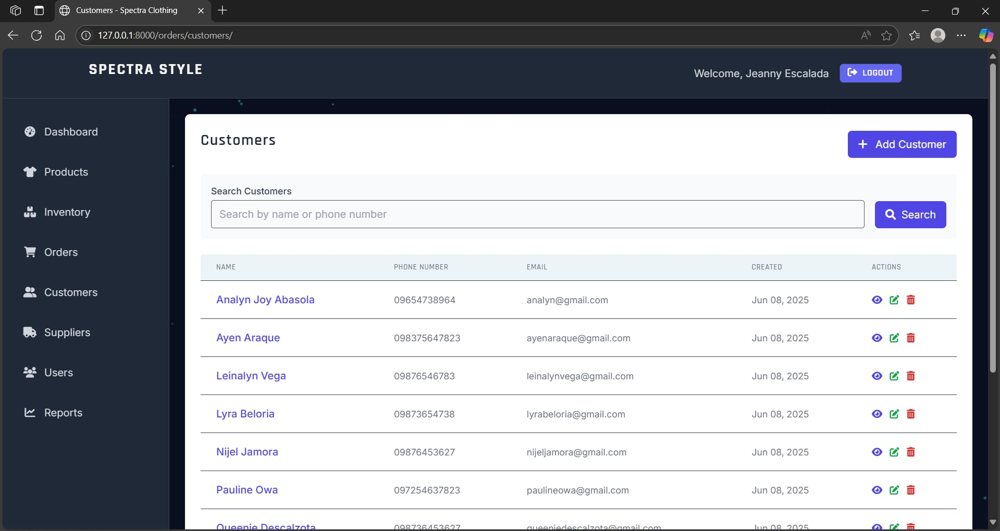 Customers - Spectra Clothing
127.0.0.1:8000/orders/customers/
SPECTRA STYLE
Welcome, Jeanny Escalada
LOGOUT
Dashboard
Products
Inventory
Orders
Customers
Suppliers
Users
Reports
Customers
Add Customer
Search Customers
Search by name or phone number
Search
NAME PHONE NUMBER EMAIL CREATED ACTIONS
Analyn Joy Abasola 09654738964 analyn@gmail.com Jun 08, 2025
Ayen Araque 098375647823 ayenaraque@gmail.com Jun 08, 2025
Leinalyn Vega 09876546783 leinalynvega@gmail.com Jun 08, 2025
Lyra Beloria 09873654738 lyrabeloria@gmail.com Jun 08, 2025
Nijel Jamora 09876453627 nijeljamora@gmail.com Jun 08, 2025
Pauline Owa 097254637823 paulineowa@gmail.com Jun 08, 2025
Queenie Descalzota 098736453627 queeniedescalzota@gmail.com Jun 08, 2025